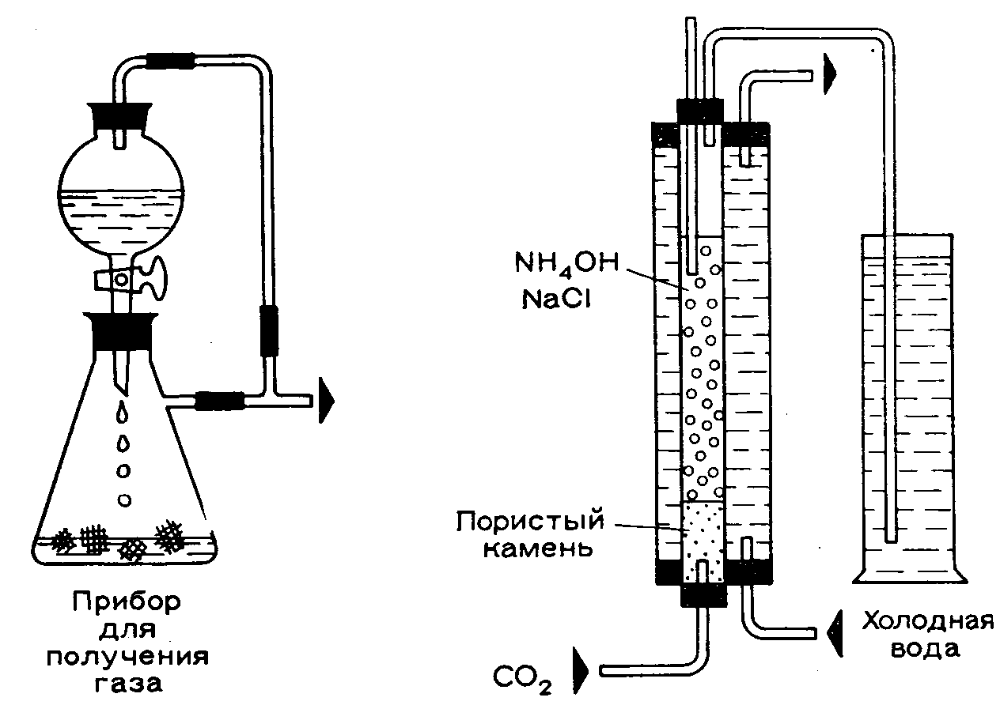 Прибор
для
получения
газа
NH₄OH
NaCl
Пористый
камень
CO₂
Холодная
вода